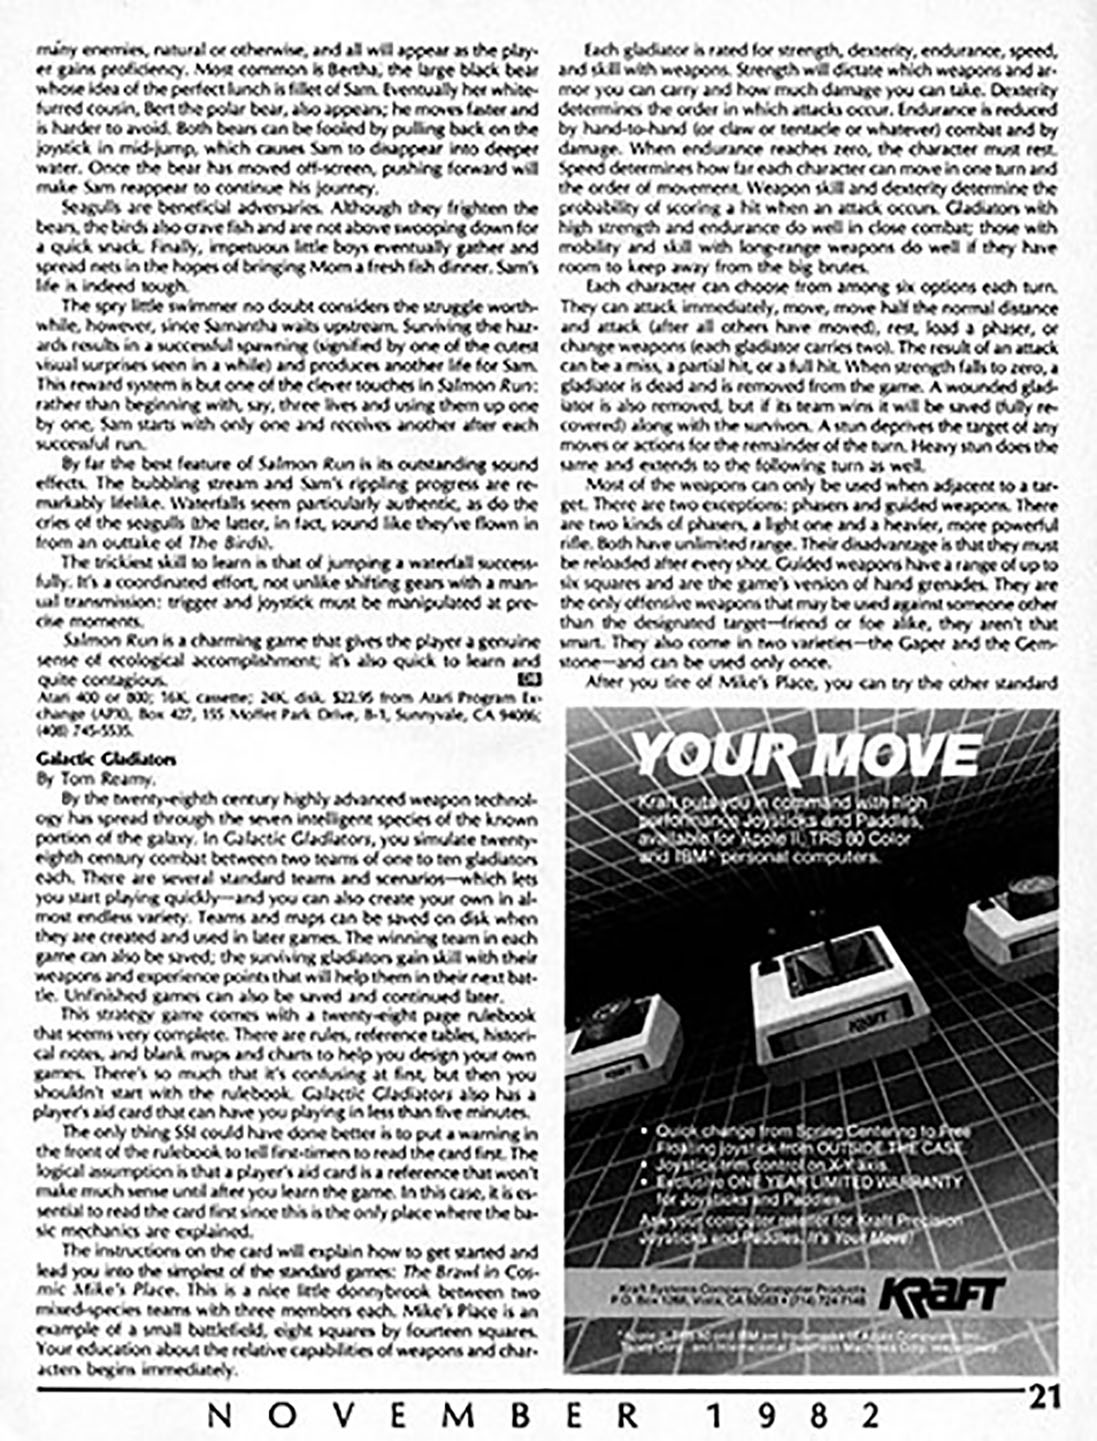 many enemies, natural or otherwise, and all will appear as the play-
er gains proficiency. Most common is Bertha, the large black bear
whose idea of the perfect lunch is fillet of Sam. Eventually her white-
furred cousin, Bert the polar bear, also appears; he moves faster and
is harder to avoid. Both bears can be fooled by pulling back on the
joystick in mid-jump, which causes Sam to disappear into deeper
water. Once the bear has moved off-screen, pushing forward will
make Sam reappear to continue his journey.
Seagulls are beneficial adversaries. Although they frighten the
bears, the birds also crave fish and are not above swooping down for
a quick snack. Finally, impetuous little boys eventually gather and
spread nets in the hopes of bringing Mom a fresh fish dinner. Sam's
life is indeed tough.
The spry little swimmer no doubt considers the struggle worth-
while, however, since Samantha waits upstream. Surviving the haz-
ards results in a successful spawning (signified by one of the cutest
visual surprises seen in a while) and produces another life for Sam.
This reward system is but one of the clever touches in Salmon Run:
rather than beginning with, say, three lives and using them up one
by one, Sam starts with only one and receives another after each
successful run.
By far the best feature of Salmon Run is its outstanding sound
effects. The bubbling stream and Sam's rippling progress are re-
markably lifelike. Waterfalls seem particularly authentic, as do the
cries of the seagulls (the latter, in fact, sound like they've flown in
from an outtake of The Birds).
The trickiest skill to learn is that of jumping a waterfall success-
fully. It's a coordinated effort, not unlike shifting gears with a man-
ual transmission: trigger and joystick must be manipulated at pre-
cise moments.
Salmon Run is a charming game that gives the player a genuine
sense of ecological accomplishment; it's also quick to learn and
quite contagious. DB
Atari 400 or 800; 16K, cassette; 24K, disk. $22.95 from Atari Program Ex-
change (APX), Box 427, 155 Moffet Park Drive, B-1, Sunnyvale, CA 94086;
(408) 745-5535.
Galactic Gladiators
By Tom Reamy.
By the twenty-eighth century highly advanced weapon technol-
ogy has spread through the seven intelligent species of the known
portion of the galaxy. In Galactic Gladiators, you simulate twenty-
eighth century combat between two teams of one to ten gladiators
each. There are several standard teams and scenarios—which lets
you start playing quickly—and you can also create your own in al-
most endless variety. Teams and maps can be saved on disk when
they are created and used in later games. The winning team in each
game can also be saved; the surviving gladiators gain skill with their
weapons and experience points that will help them in their next bat-
tle. Unfinished games can also be saved and continued later.
This strategy game comes with a twenty-eight page rulebook
that seems very complete. There are rules, reference tables, histori-
cal notes, and blank maps and charts to help you design your own
games. There's so much that it's confusing at first, but then you
shouldn't start with the rulebook. Galactic Gladiators also has a
player's aid card that can have you playing in less than five minutes.
The only thing SSI could have done better is to put a warning in
the front of the rulebook to tell first-timers to read the card first. The
logical assumption is that a player's aid card is a reference that won't
make much sense until after you learn the game. In this case, it is es-
sential to read the card first since this is the only place where the ba-
sic mechanics are explained.
The instructions on the card will explain how to get started and
lead you into the simplest of the standard games: The Brawl in Cos-
mic Mike's Place. This is a nice little donnybrook between two
mixed-species teams with three members each. Mike's Place is an
example of a small battlefield, eight squares by fourteen squares.
Your education about the relative capabilities of weapons and char-
acters begins immediately.
Each gladiator is rated for strength, dexterity, endurance, speed,
and skill with weapons. Strength will dictate which weapons and ar-
mor you can carry and how much damage you can take. Dexterity
determines the order in which attacks occur. Endurance is reduced
by hand-to-hand (or claw or tentacle or whatever) combat and by
damage. When endurance reaches zero, the character must rest.
Speed determines how far each character can move in one turn and
the order of movement. Weapon skill and dexterity determine the
probability of scoring a hit when an attack occurs. Gladiators with
high strength and endurance do well in close combat; those with
mobility and skill with long-range weapons do well if they have
room to keep away from the big brutes.
Each character can choose from among six options each turn.
They can attack immediately, move, move half the normal distance
and attack (after all others have moved), rest, load a phaser, or
change weapons (each gladiator carries two). The result of an attack
can be a miss, a partial hit, or a full hit. When strength falls to zero, a
gladiator is dead and is removed from the game. A wounded glad-
iator is also removed, but if its team wins it will be saved (fully re-
covered) along with the survivors. A stun deprives the target of any
moves or actions for the remainder of the turn. Heavy stun does the
same and extends to the following turn as well.
Most of the weapons can only be used when adjacent to a tar-
get. There are two exceptions: phasers and guided weapons. There
are two kinds of phasers, a light one and a heavier, more powerful
rifle. Both have unlimited range. Their disadvantage is that they must
be reloaded after every shot. Guided weapons have a range of up to
six squares and are the game's version of hand grenades. They are
the only offensive weapons that may be used against someone other
than the designated target—friend or foe alike, they aren't that
smart. They also come in two varieties—the Gaper and the Gem-
stone—and can be used only once.
After you tire of Mike's Place, you can try the other standard
YOUR MOVE
Kraft puts you in command with high
performance Joysticks and Paddles,
available for Apple II, TRS 80 Color
and IBM* personal computers.
KRAFT
KRAFT
• Quick change from Spring Centering to Free
Floating joystick from OUTSIDE THE CASE.
• Joystick trim control on X-Y axis.
• Exclusive ONE YEAR LIMITED WARRANTY
for Joysticks and Paddles.
Ask your computer retailer for Kraft Precision
Joysticks and Paddles. It's Your Move!
Kraft Systems Company, Computer Products
P.O. Box 1268, Vista, CA 92083 • (714) 724-7146
KRAFT
*Apple II, TRS 80 and IBM are trademarks of Apple Computers, Inc.,
Tandy Corp. and International Business Machines Corp. respectively.
21
NOVEMBER 1982